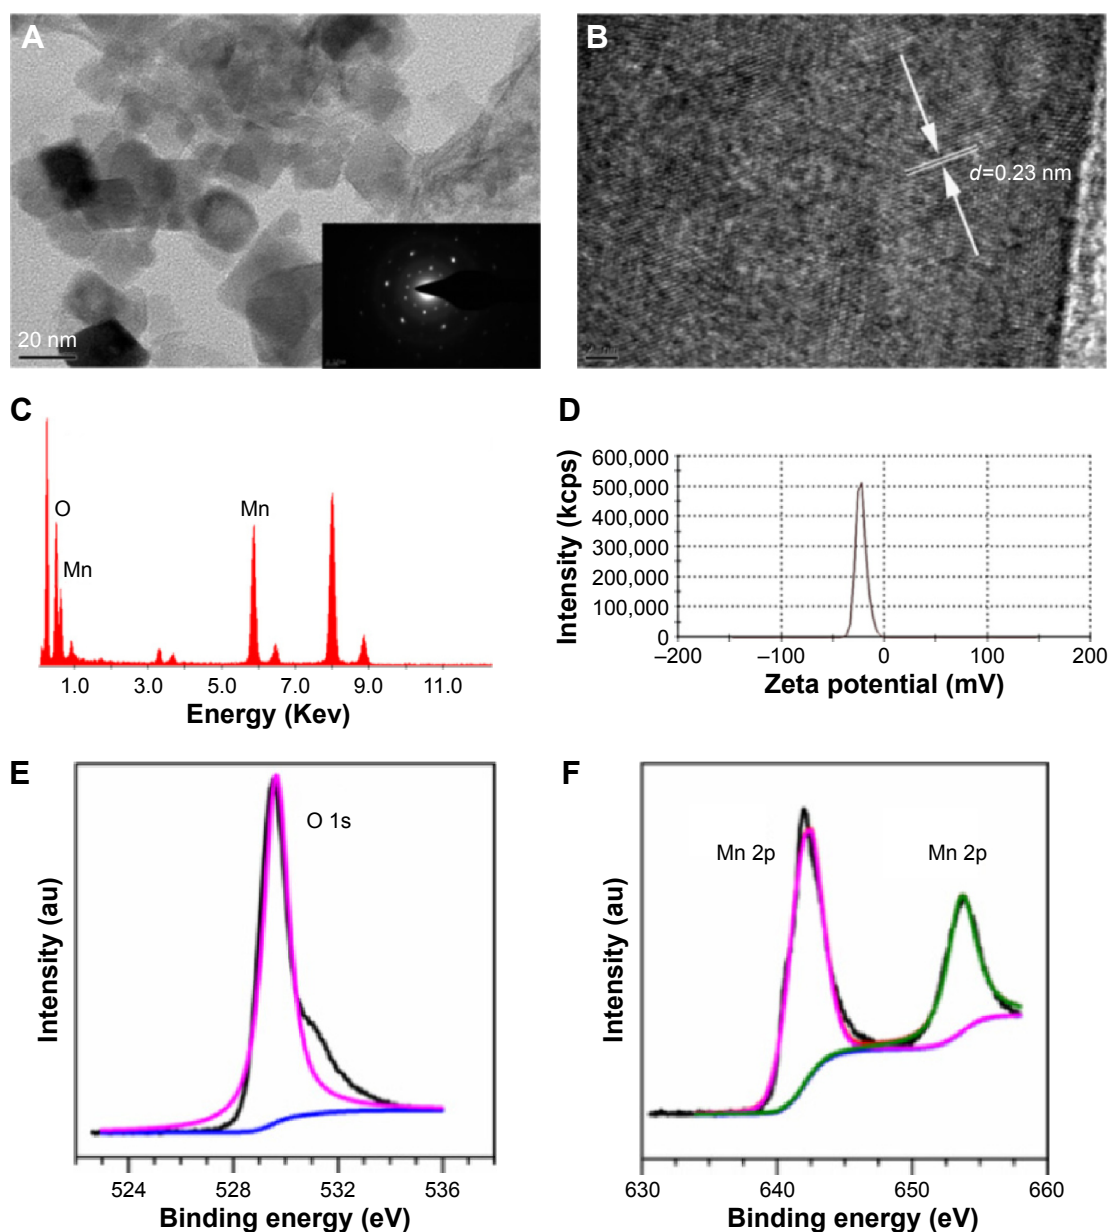 A
20 nm
B
d=0.23 nm
C
O
Mn
Mn
1.0 3.0 5.0 7.0 9.0 11.0
Energy (Kev)
D
Intensity (kcps)
600,000
500,000
400,000
300,000
200,000
100,000
0
–200 –100 0 100 200
Zeta potential (mV)
E
Intensity (au)
O 1s
524 528 532 536
Binding energy (eV)
F
Intensity (au)
Mn 2p
Mn 2p
630 640 650 660
Binding energy (eV)